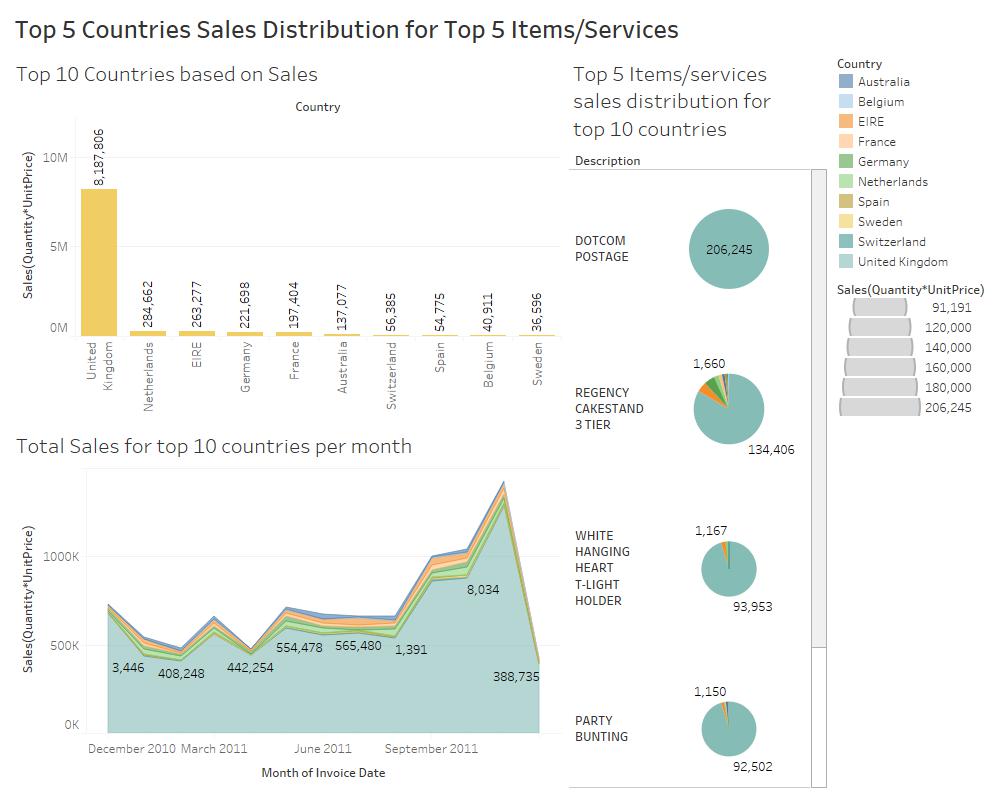 Top 5 Countries Sales Distribution for Top 5 Items/Services
Top 10 Countries based on Sales
Country
Sales(Quantity*UnitPrice)
10M
5M
0M
8,187,806
284,662
263,277
221,698
197,404
137,077
56,385
54,775
40,911
36,596
United
Kingdom
Netherlands
EIRE
Germany
France
Australia
Switzerland
Spain
Belgium
Sweden
Total Sales for top 10 countries per month
Sales(Quantity*UnitPrice)
1000K
500K
0K
3,446
408,248
442,254
554,478
565,480
1,391
8,034
388,735
December 2010
March 2011
June 2011
September 2011
Month of Invoice Date
Top 5 Items/services
sales distribution for
top 10 countries
Description
DOTCOM
POSTAGE
206,245
REGENCY
CAKESTAND
3 TIER
1,660
134,406
WHITE
HANGING
HEART
T-LIGHT
HOLDER
1,167
93,953
PARTY
BUNTING
1,150
92,502
Country
Australia
Belgium
EIRE
France
Germany
Netherlands
Spain
Sweden
Switzerland
United Kingdom
Sales(Quantity*UnitPrice)
91,191
120,000
140,000
160,000
180,000
206,245